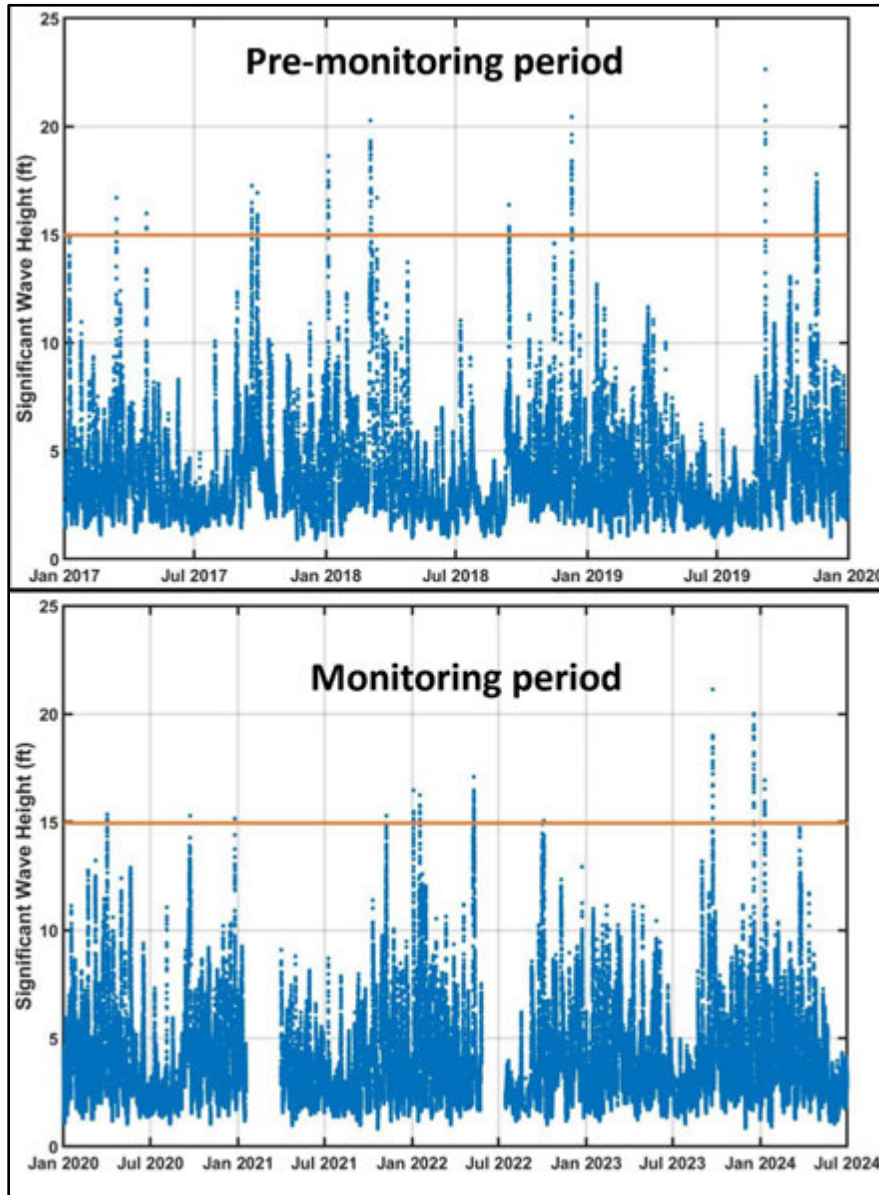 25
Pre-monitoring period
20
15
10
5
0
Significant Wave Height (ft)
Jan 2017 Jul 2017 Jan 2018 Jul 2018 Jan 2019 Jul 2019 Jan 2020
25
Monitoring period
20
15
10
5
0
Significant Wave Height (ft)
Jan 2020 Jul 2020 Jan 2021 Jul 2021 Jan 2022 Jul 2022 Jan 2023 Jul 2023 Jan 2024 Jul 2024